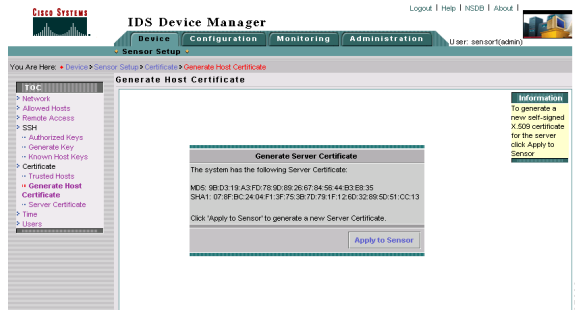 CISCO SYSTEMS
Logout | Help | NSDB | About |
IDS Device Manager
Device Configuration Monitoring Administration
User: sensor1(admin)
Sensor Setup
You Are Here: • Device > Sensor Setup > Certificate > Generate Host Certificate
Generate Host Certificate
TOC
Network
Allowed Hosts
Remote Access
SSH
Authorized Keys
Generate Key
Known Host Keys
Certificate
Trusted Hosts
Generate Host
Certificate
Server Certificate
Time
Users
Generate Server Certificate
The system has the following Server Certificate:
MD5: 9B:D3:19:A3:FD:78:9D:89:26:67:84:56:44:B3:E8:35
SHA1: 07:8F:BC:24:04:F1:3F:75:3B:7D:79:1F:12:6D:32:89:5D:51:CC:13
Click 'Apply to Sensor' to generate a new Server Certificate.
Apply to Sensor
Information
To generate a
new self-signed
X.509 certificate
for the server
click Apply to
Sensor